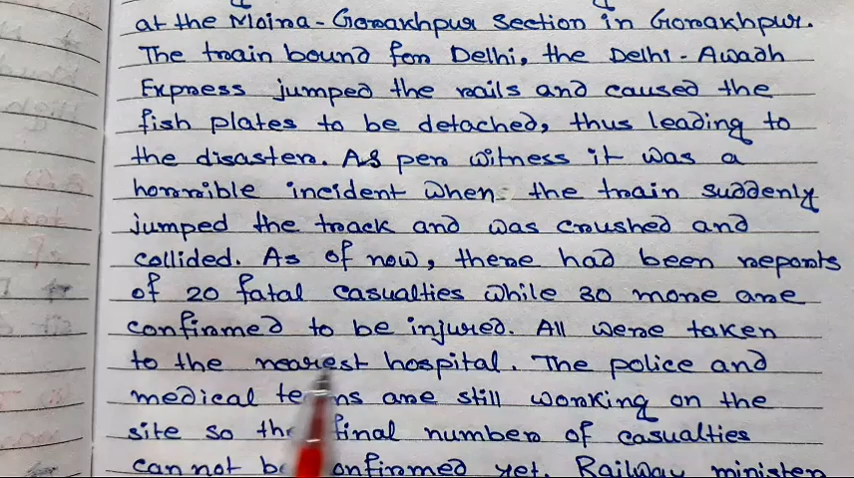 at the Moina-Gorakhpur Section in Gorakhpur.
The train bound for Delhi, the Delhi-Awadh
Express jumped the rails and caused the
fish plates to be detached, thus leading to
the disaster. As per witness it was a
horrible incident when the train suddenly
jumped the track and was crushed and
collided. As of now, there had been reports
of 20 fatal casualties while 30 more are
confirmed to be injured. All were taken
to the nearest hospital. The police and
medical are still working on the
site so final number of casualties
can not yet. Railway minister